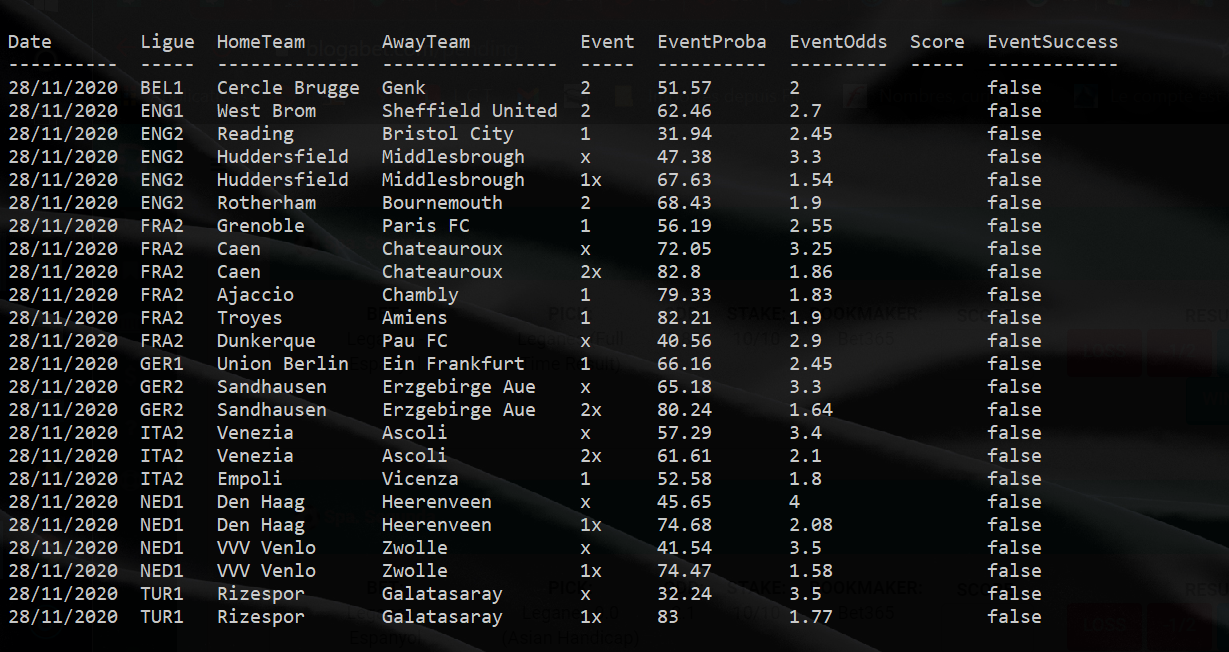 Date Ligue HomeTeam AwayTeam Event EventProba EventOdds Score EventSuccess
---------- ----- ------------- ---------------- ----- ---------- --------- ----- ------------
28/11/2020 BEL1 Cercle Brugge Genk 2 51.57 2 false
28/11/2020 ENG1 West Brom Sheffield United 2 62.46 2.7 false
28/11/2020 ENG2 Reading Bristol City 1 31.94 2.45 false
28/11/2020 ENG2 Huddersfield Middlesbrough x 47.38 3.3 false
28/11/2020 ENG2 Huddersfield Middlesbrough 1x 67.63 1.54 false
28/11/2020 ENG2 Rotherham Bournemouth 2 68.43 1.9 false
28/11/2020 FRA2 Grenoble Paris FC 1 56.19 2.55 false
28/11/2020 FRA2 Caen Chateauroux x 72.05 3.25 false
28/11/2020 FRA2 Caen Chateauroux 2x 82.8 1.86 false
28/11/2020 FRA2 Ajaccio Chambly 1 79.33 1.83 false
28/11/2020 FRA2 Troyes Amiens 1 82.21 1.9 false
28/11/2020 FRA2 Dunkerque Pau FC x 40.56 2.9 false
28/11/2020 GER1 Union Berlin Ein Frankfurt 1 66.16 2.45 false
28/11/2020 GER2 Sandhausen Erzgebirge Aue x 65.18 3.3 false
28/11/2020 GER2 Sandhausen Erzgebirge Aue 2x 80.24 1.64 false
28/11/2020 ITA2 Venezia Ascoli x 57.29 3.4 false
28/11/2020 ITA2 Venezia Ascoli 2x 61.61 2.1 false
28/11/2020 ITA2 Empoli Vicenza 1 52.58 1.8 false
28/11/2020 NED1 Den Haag Heerenveen x 45.65 4 false
28/11/2020 NED1 Den Haag Heerenveen 1x 74.68 2.08 false
28/11/2020 NED1 VVV Venlo Zwolle x 41.54 3.5 false
28/11/2020 NED1 VVV Venlo Zwolle 1x 74.47 1.58 false
28/11/2020 TUR1 Rizespor Galatasaray x 32.24 3.5 false
28/11/2020 TUR1 Rizespor Galatasaray 1x 83 1.77 false